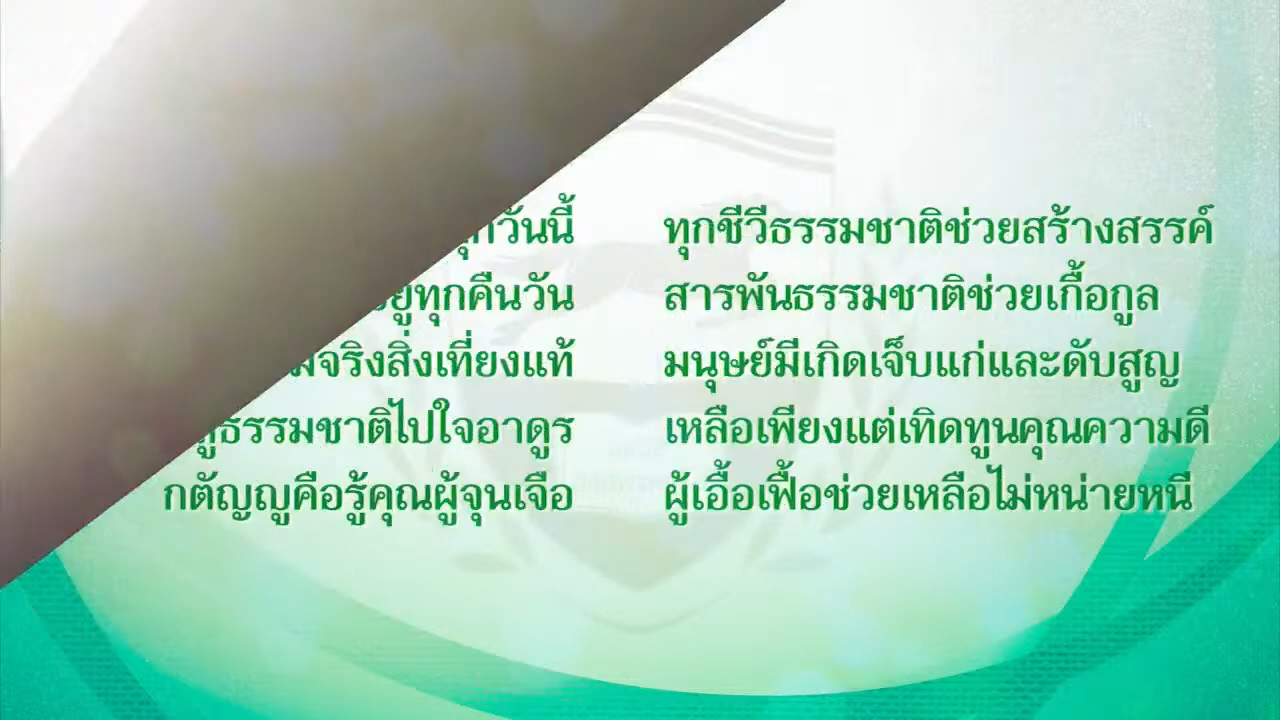 วันนี้ ทุกชีวีธรรมชาติช่วยสร้างสรรค์
ทุกคืนวัน สารพันธรรมชาติช่วยเกื้อกูล
จริงสิ่งเที่ยงแท้ มนุษย์มีเกิดเจ็บแก่และดับสูญ
ธรรมชาติไปใจอาดูร เหลือเพียงแต่เทิดทูนคุณความดี
กตัญญูคือรู้คุณผู้จุนเจือ ผู้เอื้อเฟื้อช่วยเหลือไม่หน่ายหนี